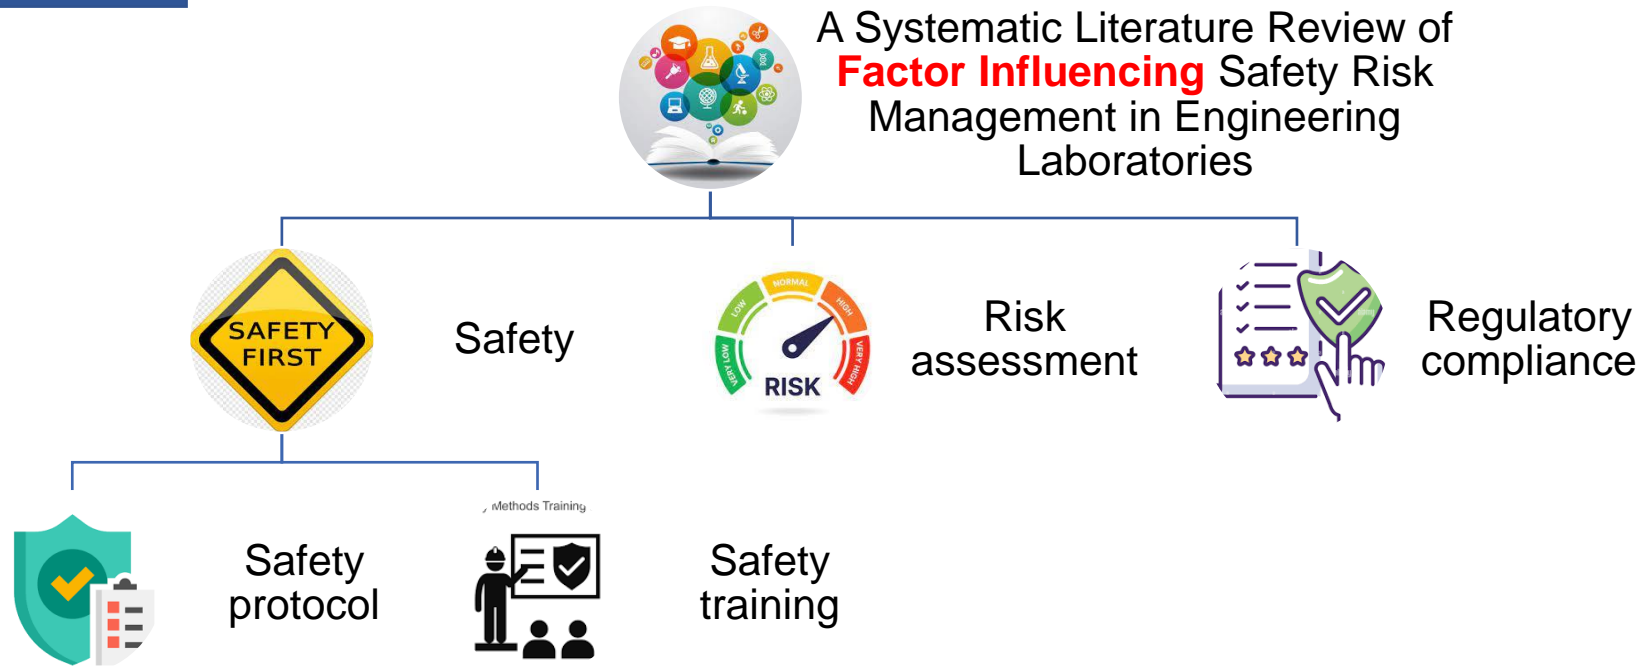 A Systematic Literature Review of
Factor Influencing Safety Risk
Management in Engineering
Laboratories
SAFETY
FIRST
Safety
VERY LOW
LOW
NORMAL
HIGH
VERY HIGH
RISK
Risk
assessment
Regulatory
compliance
Safety
protocol
Methods Training
Safety
training